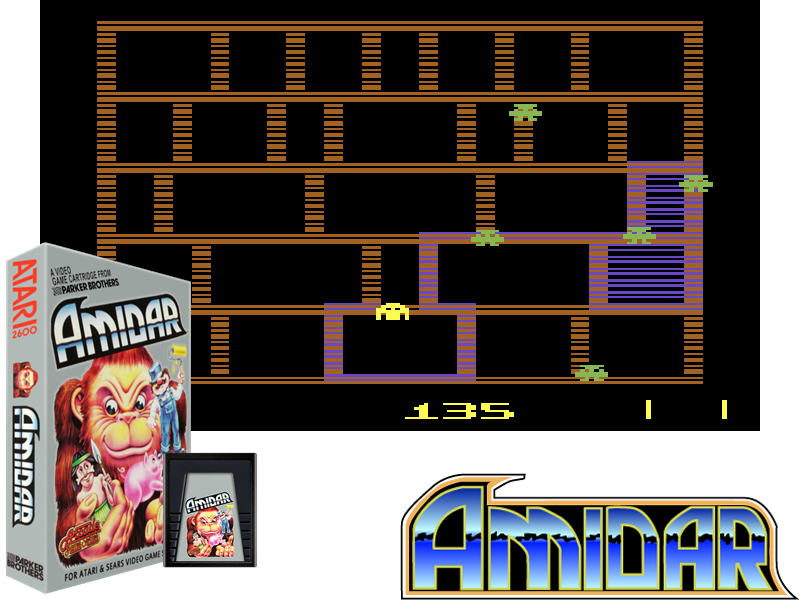 135
| |
A VIDEO
GAME CARTRIDGE FROM
PARKER BROTHERS
ATARI
2600
AMIDAR
AMIDAR
PARKER
BROTHERS
FOR ATARI & SEARS VIDEO GAME
AMIDAR
AMIDAR